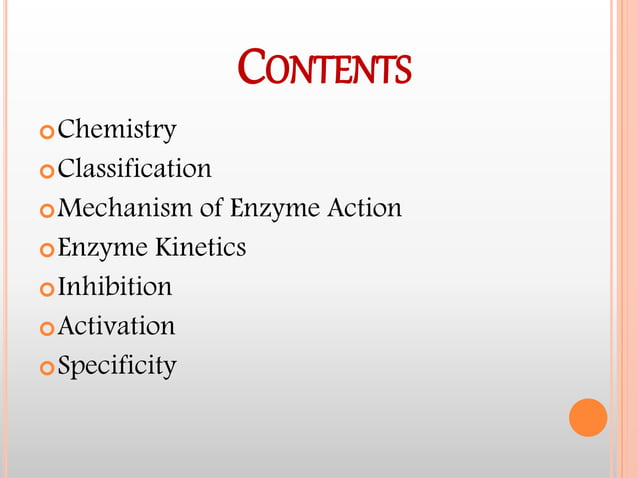 Contents
Chemistry
Classification
Mechanism of Enzyme Action
Enzyme Kinetics
Inhibition
Activation
Specificity